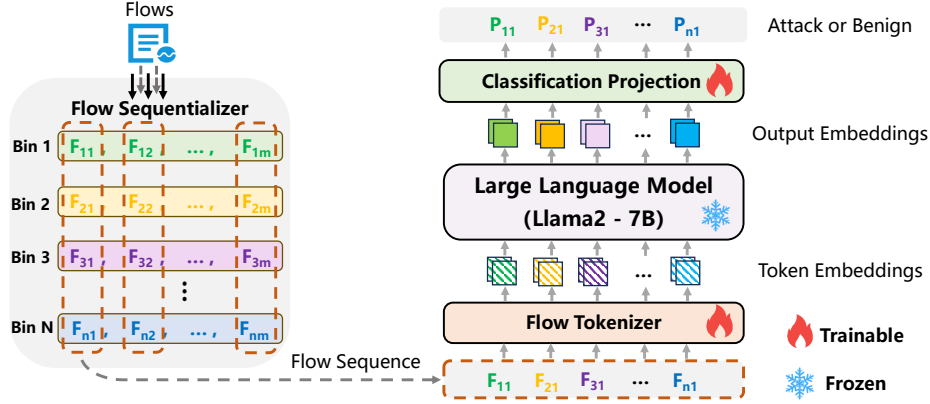 Flows
Flow Sequentializer
Bin 1 F11 , F12 , ... , F1m
Bin 2 F21 , F22 , ... , F2m
Bin 3 F31 , F32 , ... , F3m
⋮
Bin N Fn1 , Fn2 , ... , Fnm
Flow Sequence
P11 P21 P31 ... Pn1 Attack or Benign
Classification Projection
... Output Embeddings
Large Language Model
(Llama2 - 7B)
... Token Embeddings
Flow Tokenizer
F11 F21 F31 ... Fn1
Trainable
Frozen